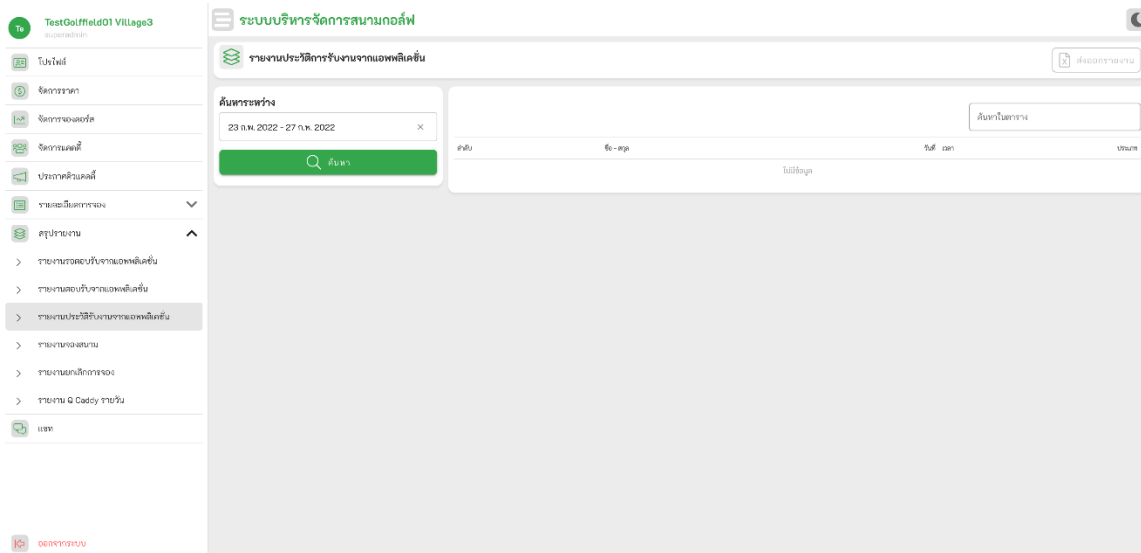 Te
TestGolffield01 Village3
superadmin
โปรไฟล์
จัดการราคา
จัดการจองคอร์ส
จัดการแคดดี้
ประกาศคิวแคดดี้
รายละเอียดการจอง
สรุปรายงาน
รายงานรอตอบรับจากแอพพลิเคชั่น
รายงานตอบรับจากแอพพลิเคชั่น
รายงานประวัติรับงานจากแอพพลิเคชั่น
รายงานจองสนาม
รายงานยกเลิกการจอง
รายงาน Q Caddy รายวัน
แชท
ออกจากระบบ
ระบบบริหารจัดการสนามกอล์ฟ
รายงานประวัติการรับงานจากแอพพลิเคชั่น
ส่งออกรายงาน
ค้นหาระหว่าง
23 ก.พ. 2022 - 27 ก.พ. 2022
ค้นหา
ค้นหาในตาราง
ลำดับ ชื่อ - สกุล วันที่ เวลา ประเภท
ไม่มีข้อมูล